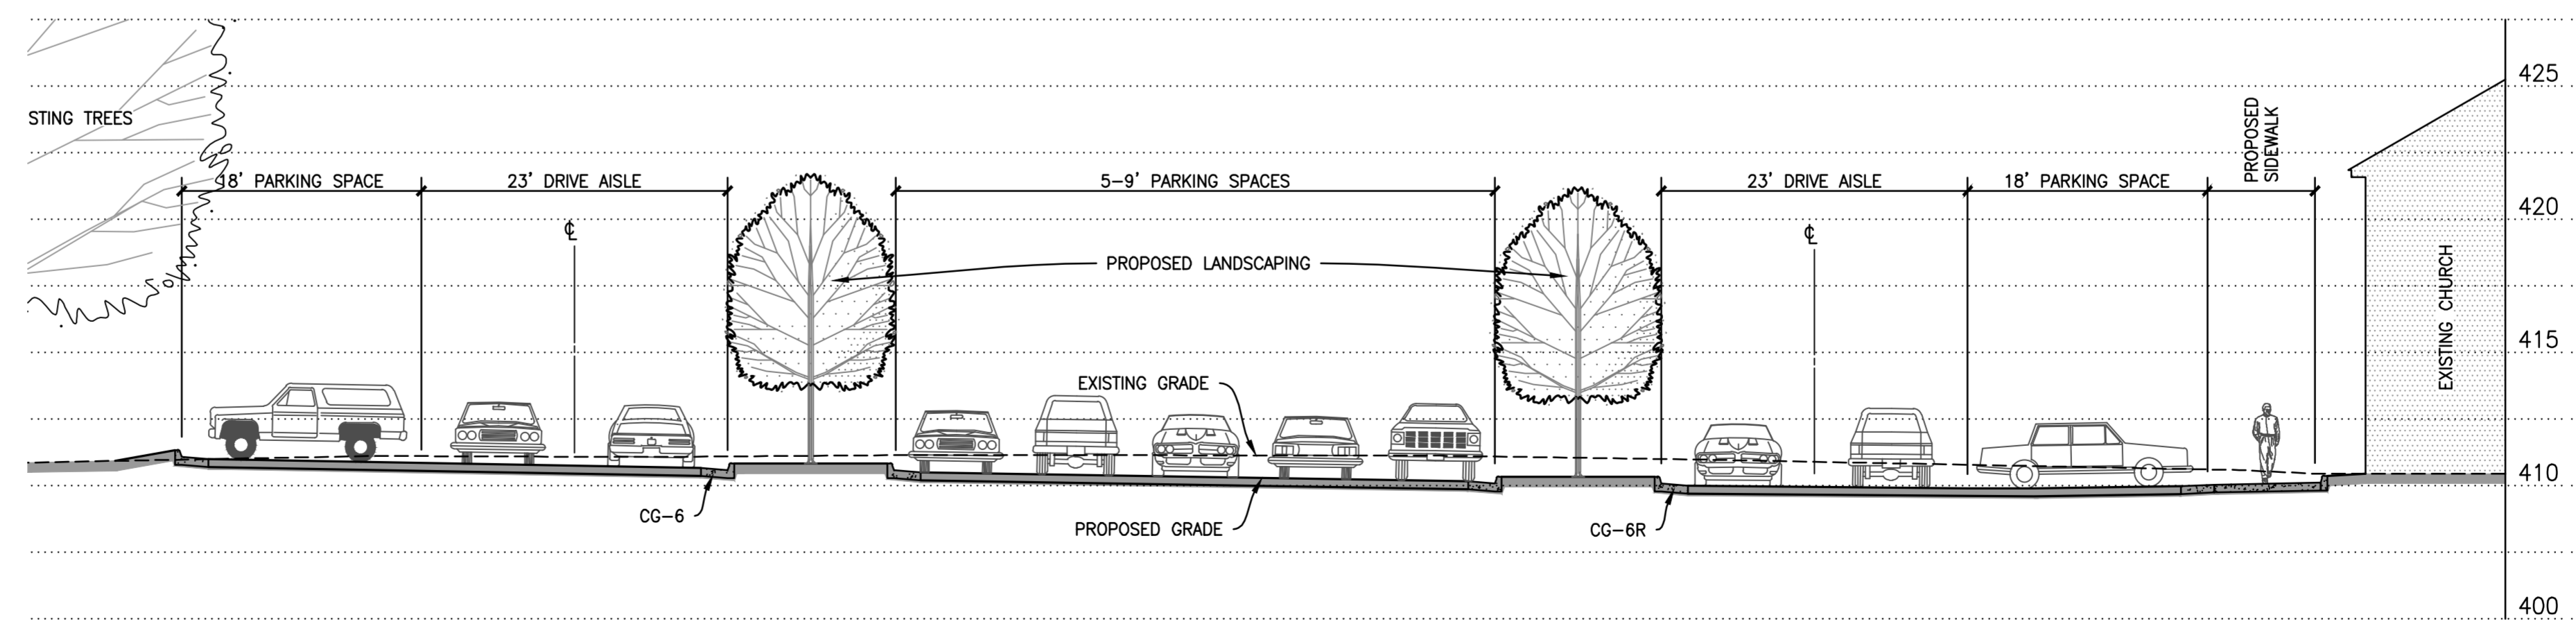 425
STING TREES
PROPOSED
SIDEWALK
18' PARKING SPACE
23' DRIVE AISLE
5-9' PARKING SPACES
23' DRIVE AISLE
18' PARKING SPACE
420
℄
℄
PROPOSED LANDSCAPING
EXISTING CHURCH
415
EXISTING GRADE
410
CG-6
PROPOSED GRADE
CG-6R
400